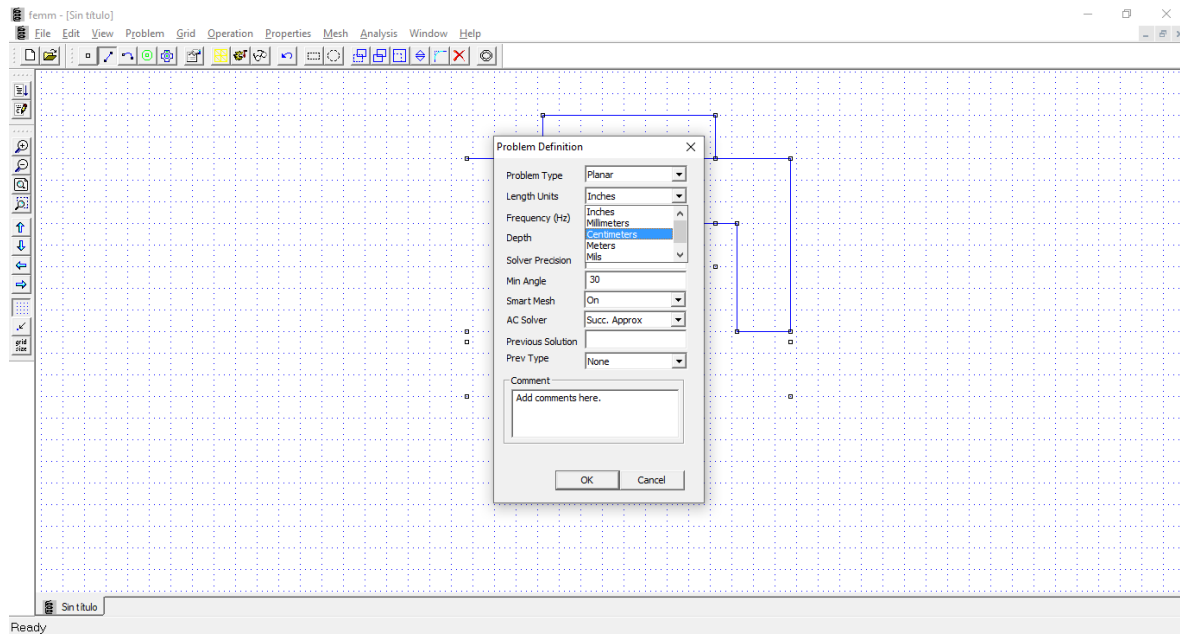 femm - [Sin título]
File Edit View Problem Grid Operation Properties Mesh Analysis Window Help
grid
size
Problem Definition
Problem Type Planar
Length Units Inches
Frequency (Hz) Inches
Millimeters
Depth Centimeters
Meters
Solver Precision Mils
Min Angle 30
Smart Mesh On
AC Solver Succ. Approx
Previous Solution
Prev Type None
Comment
Add comments here.
OK Cancel
Sin título
Ready